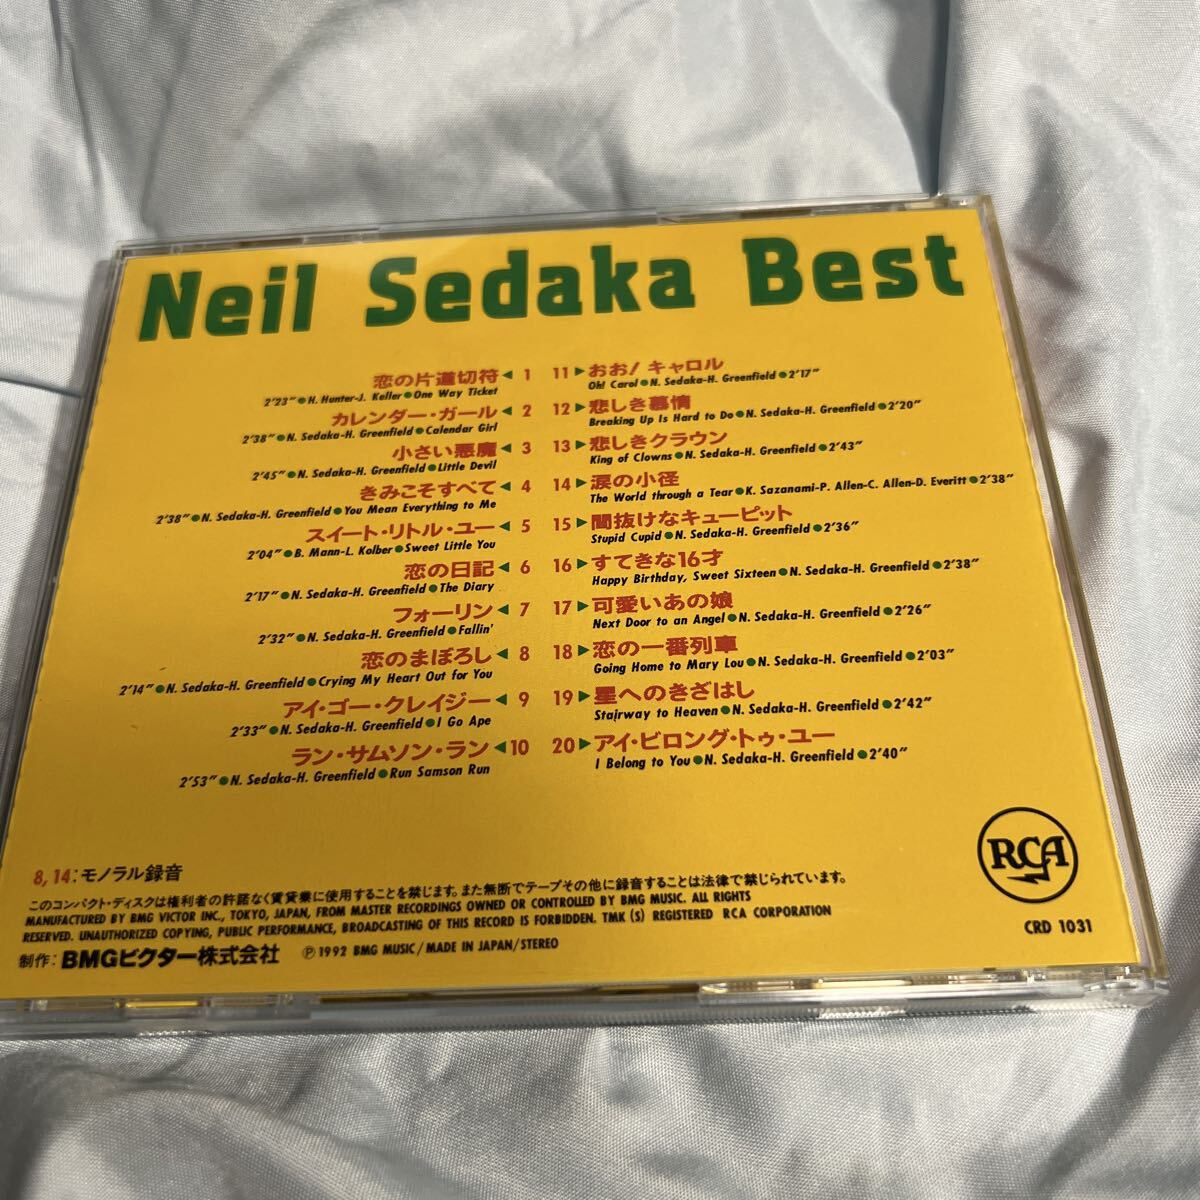 Neil Sedaka Best
恋の片道切符◀ 1
2′23″●H. Hunter-J. Keller●One Way Ticket
カレンダー・ガール◀ 2
2′38″●N. Sedaka-H. Greenfield●Calendar Girl
小さい悪魔◀ 3
2′45″●N. Sedaka-H. Greenfield●Little Devil
きみこそすべて◀ 4
2′38″●N. Sedaka-H. Greenfield●You Mean Everything to Me
スイート・リトル・ユー◀ 5
2′04″●B. Mann-L. Kolber●Sweet Little You
恋の日記◀ 6
2′17″●N. Sedaka-H. Greenfield●The Diary
フォーリン◀ 7
2′32″●N. Sedaka-H. Greenfield●Fallin'
恋のまぼろし◀ 8
2′14″●N. Sedaka-H. Greenfield●Crying My Heart Out for You
アイ・ゴー・クレイジー◀ 9
2′33″●N. Sedaka-H. Greenfield●I Go Ape
ラン・サムソン・ラン◀10
2′53″●N. Sedaka-H. Greenfield●Run Samson Run
11▶おお! キャロル
Oh! Carol●N. Sedaka-H. Greenfield●2′17″
12▶悲しき慕情
Breaking Up Is Hard to Do●N. Sedaka-H. Greenfield●2′20″
13▶悲しきクラウン
King of Clowns●N. Sedaka-H. Greenfield●2′43″
14▶涙の小径
The World through a Tear●K. Sazanami-P. Allen-C. Allen-D. Everitt●2′38″
15▶間抜けなキューピット
Stupid Cupid●N. Sedaka-H. Greenfield●2′36″
16▶すてきな16才
Happy Birthday, Sweet Sixteen●N. Sedaka-H. Greenfield●2′38″
17▶可愛いあの娘
Next Door to an Angel●N. Sedaka-H. Greenfield●2′26″
18▶恋の一番列車
Going Home to Mary Lou●N. Sedaka-H. Greenfield●2′03″
19▶星へのきざはし
Stairway to Heaven●N. Sedaka-H. Greenfield●2′42″
20▶アイ・ビロング・トゥ・ユー
I Belong to You●N. Sedaka-H. Greenfield●2′40″
8, 14:モノラル録音
このコンパクト・ディスクは権利者の許諾なく賃貸業に使用することを禁じます。また無断でテープその他に録音することは法律で禁じられています。
MANUFACTURED BY BMG VICTOR INC., TOKYO, JAPAN, FROM MASTER RECORDINGS OWNED OR CONTROLLED BY BMG MUSIC. ALL RIGHTS
RESERVED. UNAUTHORIZED COPYING, PUBLIC PERFORMANCE, BROADCASTING OF THIS RECORD IS FORBIDDEN. TMK (S) REGISTERED RCA CORPORATION
制作:BMGビクター株式会社 ℗1992 BMG MUSIC/MADE IN JAPAN/STEREO
RCA
CRD 1031